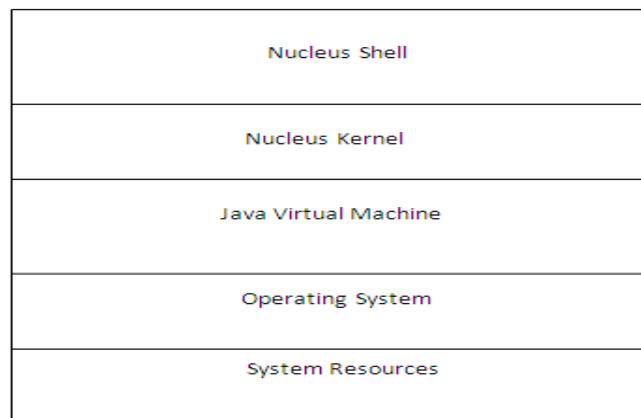 Nucleus Shell
Nucleus Kernel
Java Virtual Machine
Operating System
System Resources